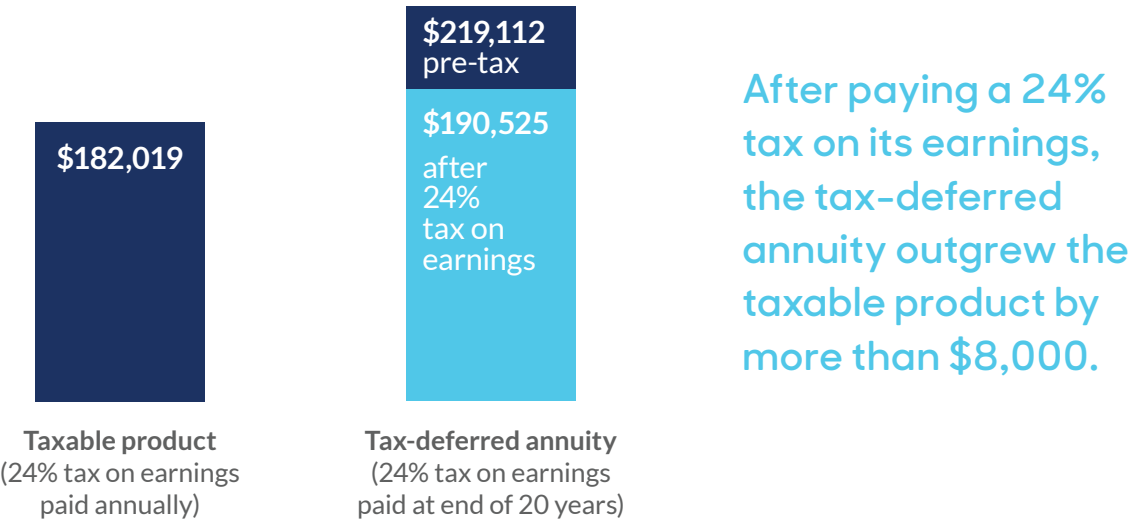 $219,112
pre-tax
$190,525
after
24%
tax on
earnings
$182,019
After paying a 24%
tax on its earnings,
the tax-deferred
annuity outgrew the
taxable product by
more than $8,000.
Taxable product
(24% tax on earnings
paid annually)
Tax-deferred annuity
(24% tax on earnings
paid at end of 20 years)